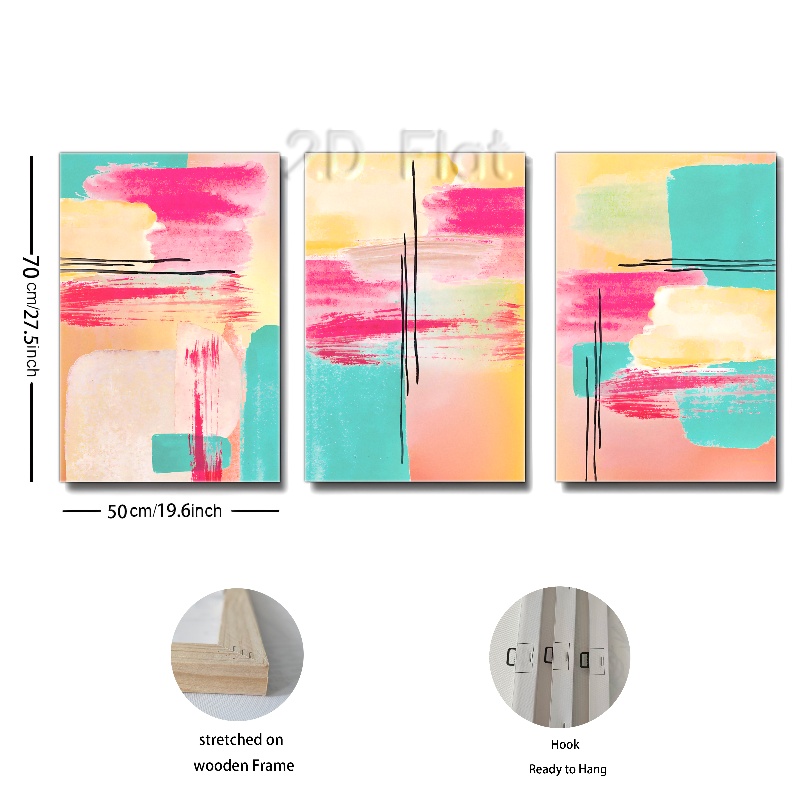 2D Flat
70 cm/27.5inch
50 cm/19.6inch
stretched on
wooden Frame
Hook
Ready to Hang